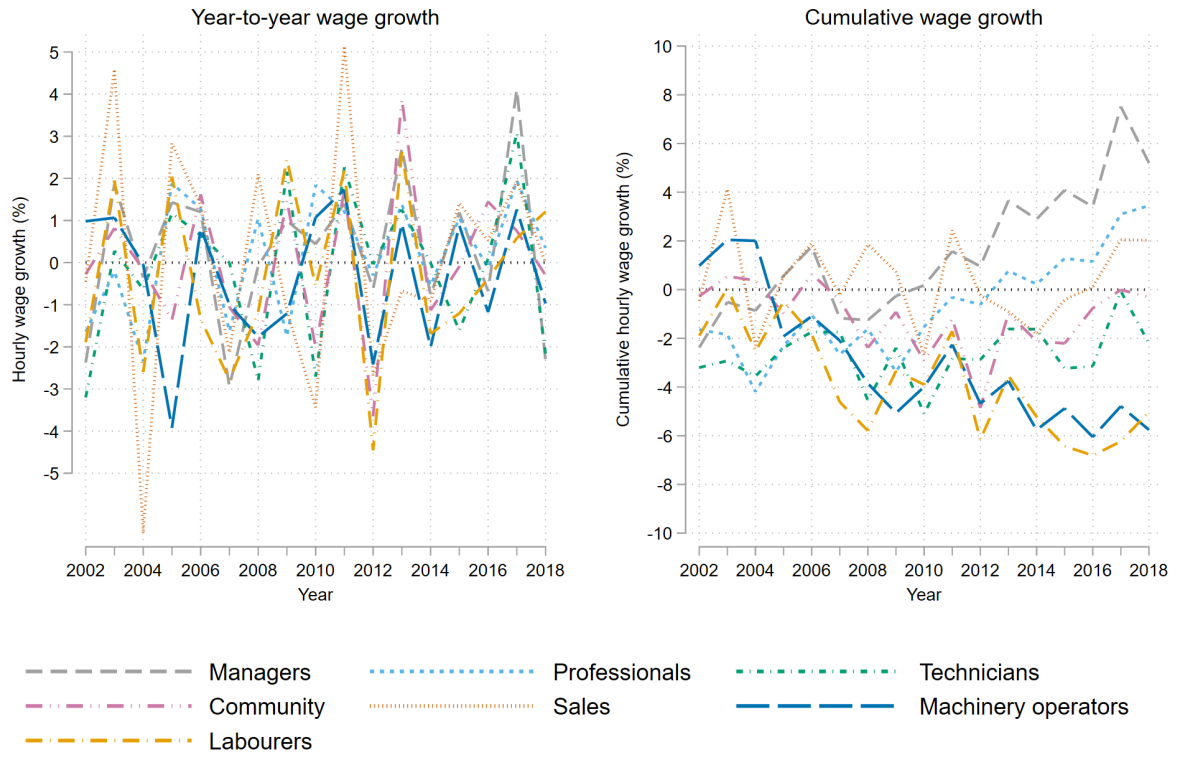 Year-to-year wage growth
Hourly wage growth (%)
5
4
3
2
1
0
-1
-2
-3
-4
-5
2002 2004 2006 2008 2010 2012 2014 2016 2018
Year
Cumulative wage growth
Cumulative hourly wage growth (%)
10
8
6
4
2
0
-2
-4
-6
-8
-10
2002 2004 2006 2008 2010 2012 2014 2016 2018
Year
Managers Professionals Technicians
Community Sales Machinery operators
Labourers